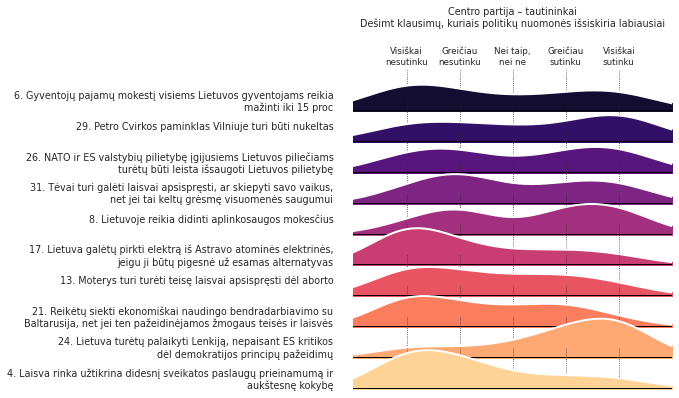 Centro partija – tautininkai
Dešimt klausimų, kuriais politikų nuomonės išsiskiria labiausiai
Visiškai nesutinku
Greičiau nesutinku
Nei taip, nei ne
Greičiau sutinku
Visiškai sutinku
6. Gyventojų pajamų mokestį visiems Lietuvos gyventojams reikia
mažinti iki 15 proc
29. Petro Cvirkos paminklas Vilniuje turi būti nukeltas
26. NATO ir ES valstybių pilietybę įgijusiems Lietuvos piliečiams
turėtų būti leista išsaugoti Lietuvos pilietybę
31. Tėvai turi galėti laisvai apsispręsti, ar skiepyti savo vaikus,
net jei tai keltų grėsmę visuomenės saugumui
8. Lietuvoje reikia didinti aplinkosaugos mokesčius
17. Lietuva galėtų pirkti elektrą iš Astravo atominės elektrinės,
jeigu ji būtų pigesnė už esamas alternatyvas
13. Moterys turi turėti teisę laisvai apsispręsti dėl aborto
21. Reikėtų siekti ekonomiškai naudingo bendradarbiavimo su
Baltarusija, net jei ten pažeidinėjamos žmogaus teisės ir laisvės
24. Lietuva turėtų palaikyti Lenkiją, nepaisant ES kritikos
dėl demokratijos principų pažeidimų
4. Laisva rinka užtikrina didesnį sveikatos paslaugų prieinamumą ir
aukštesnę kokybę